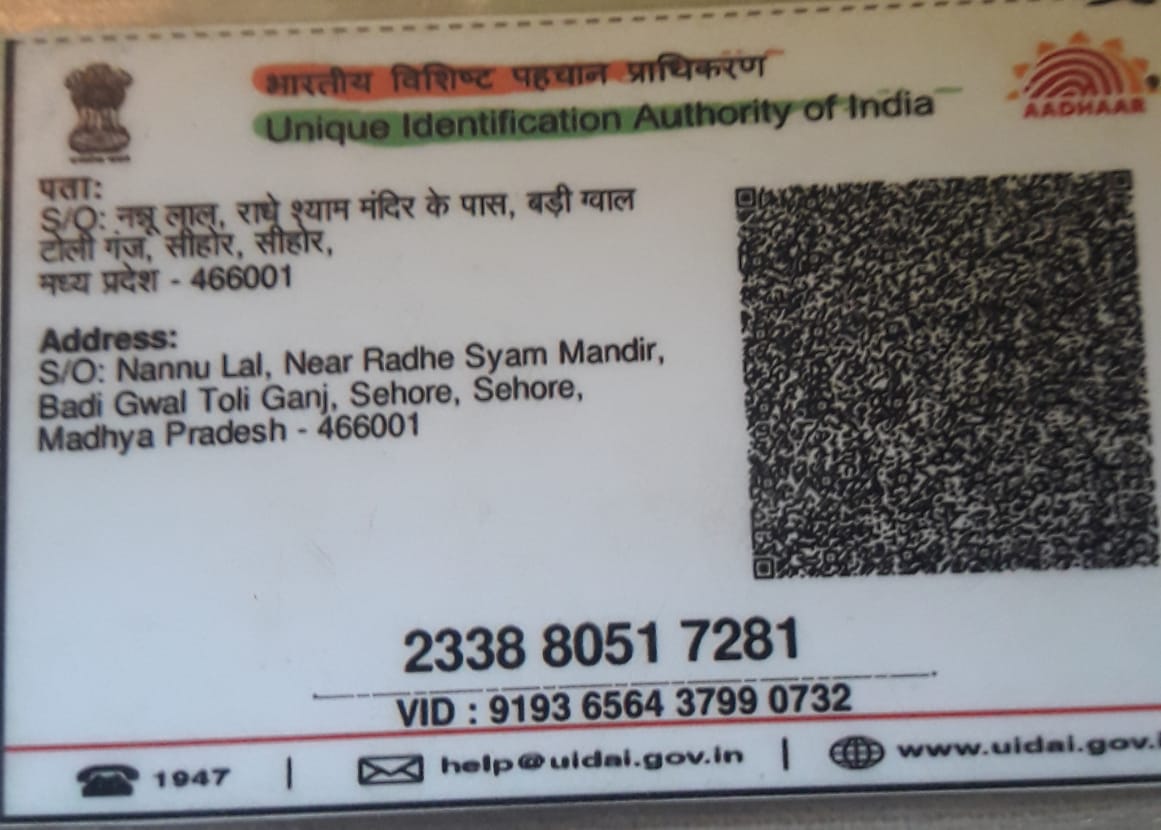 भारतीय विशिष्ट पहचान प्राधिकरण
Unique Identification Authority of India
AADHAAR
पता:
S/O: नन्नू लाल, राधे श्याम मंदिर के पास, बड़ी ग्वाल
टोली गंज, सीहोर, सीहोर,
मध्य प्रदेश - 466001
Address:
S/O: Nannu Lal, Near Radhe Syam Mandir,
Badi Gwal Toli Ganj, Sehore, Sehore,
Madhya Pradesh - 466001
2338 8051 7281
VID : 9193 6564 3799 0732
1947 | help@uidai.gov.in | www.uidai.gov.i